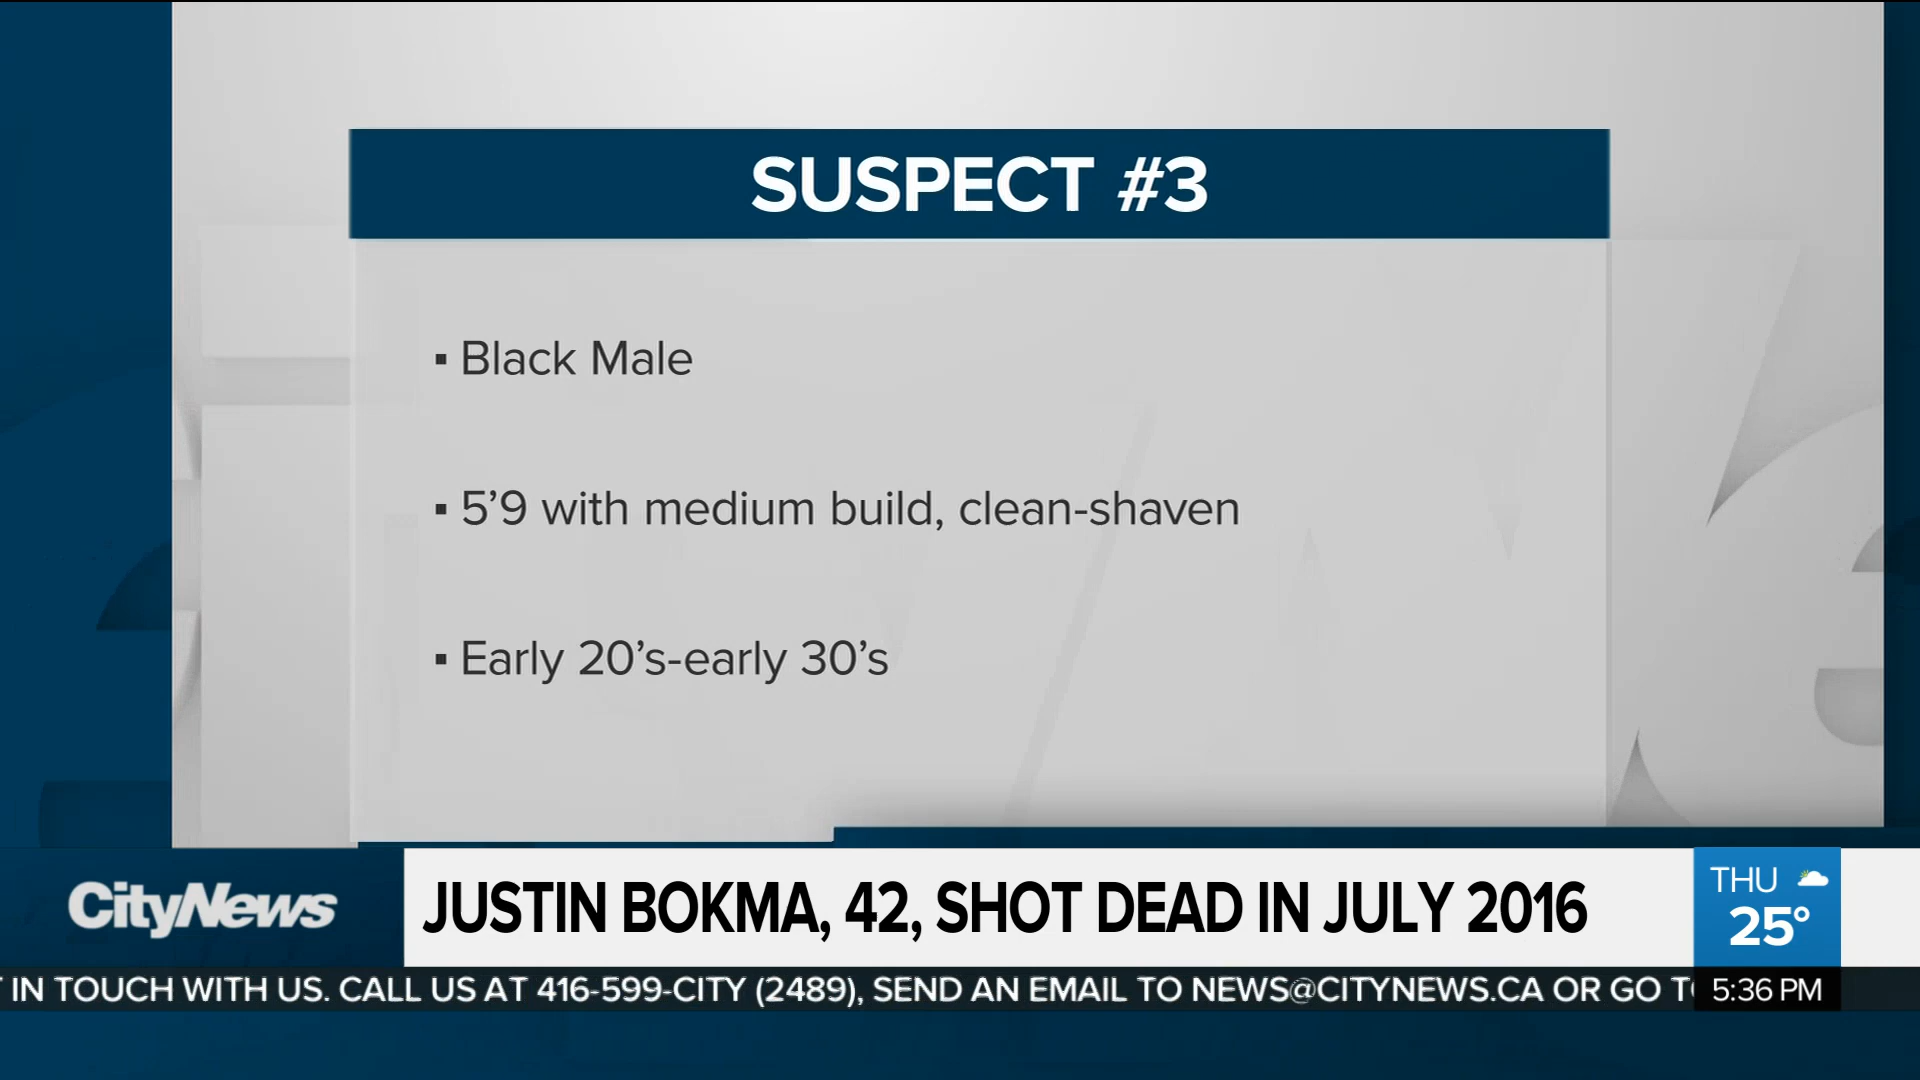 SUSPECT #3
▪ Black Male
▪ 5’9 with medium build, clean-shaven
▪ Early 20’s-early 30’s
CityNews
JUSTIN BOKMA, 42, SHOT DEAD IN JULY 2016
THU
25°
IN TOUCH WITH US. CALL US AT 416-599-CITY (2489), SEND AN EMAIL TO NEWS@CITYNEWS.CA OR GO
5:36 PM